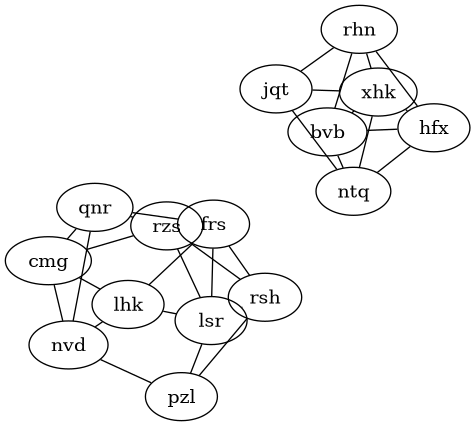 rhn
jqt
xhk
bvb
hfx
ntq
qnr
rzs
frs
cmg
lhk
rsh
lsr
nvd
pzl